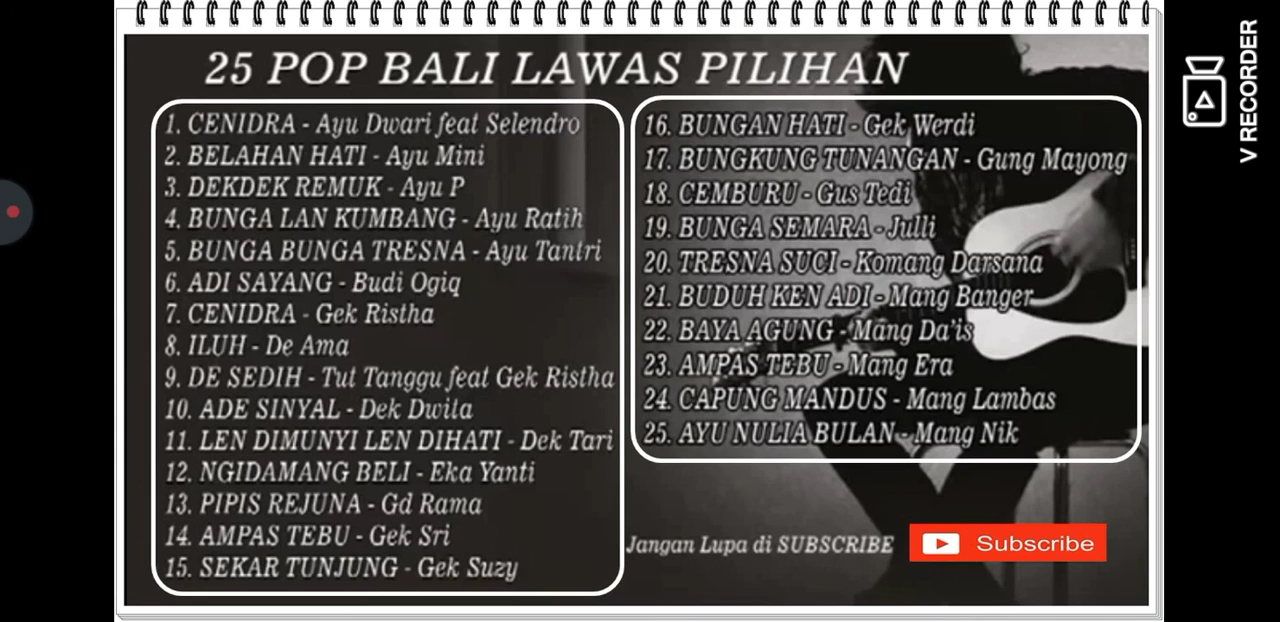 25 POP BALI LAWAS PILIHAN
1. CENIDRA - Ayu Dwari feat Selendro
2. BELAHAN HATI - Ayu Mini
3. DEKDEK REMUK - Ayu P
4. BUNGA LAN KUMBANG - Ayu Ratih
5. BUNGA BUNGA TRESNA - Ayu Tantri
6. ADI SAYANG - Budi Ogiq
7. CENIDRA - Gek Ristha
8. ILUH - De Ama
9. DE SEDIH - Tut Tanggu feat Gek Ristha
10. ADE SINYAL - Dek Dwita
11. LEN DIMUNYI LEN DIHATI - Dek Tari
12. NGIDAMANG BELI - Eka Yanti
13. PIPIS REJUNA - Gd Rama
14. AMPAS TEBU - Gek Sri
15. SEKAR TUNJUNG - Gek Suzy
16. BUNGAN HATI - Gek Werdi
17. BUNGKUNG TUNANGAN - Gung Mayong
18. CEMBURU - Gus Tedi
19. BUNGA SEMARA - Julli
20. TRESNA SUCI - Komang Darsana
21. BUDUH KEN ADI - Mang Banger
22. BAYA AGUNG - Mang Da'is
23. AMPAS TEBU - Mang Era
24. CAPUNG MANDUS - Mang Lambas
25. AYU NULIA BULAN - Mang Nik
Jangan Lupa di SUBSCRIBE
Subscribe
V RECORDER